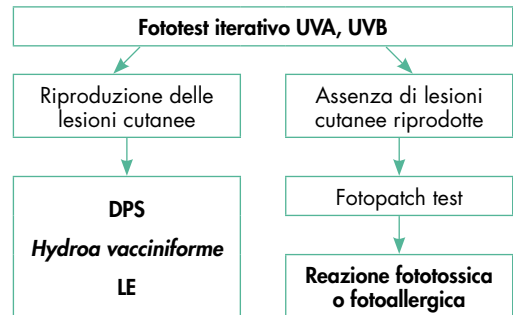 Fototest iterativo UVA, UVB
Riproduzione delle
lesioni cutanee
Assenza di lesioni
cutanee riprodotte
DPS
Hydroa vacciniforme
LE
Fotopatch test
Reazione fototossica
o fotoallergica